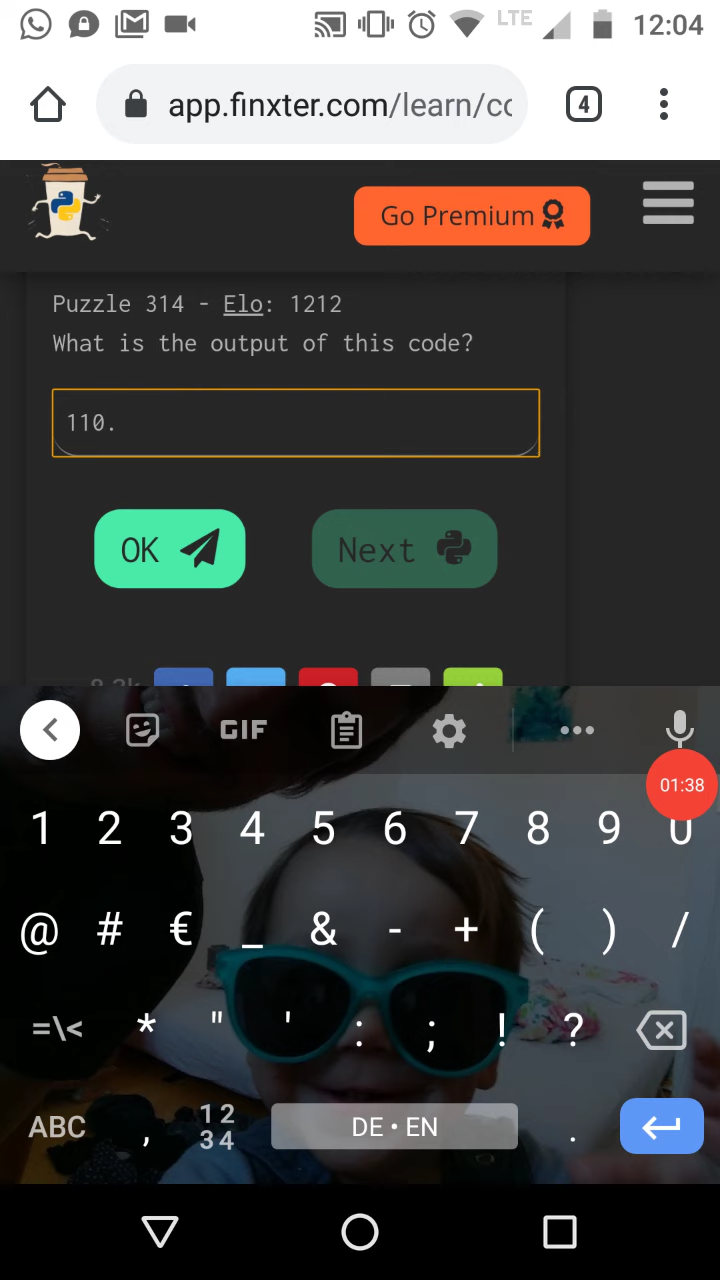 LTE 12:04
app.finxter.com/learn/cc
4
Go Premium
Puzzle 314 - Elo: 1212
What is the output of this code?
110.
OK Next
GIF
01:38
1 2 3 4 5 6 7 8 9 0
@ # € _ & - + ( ) /
=\< * " ' : ; ! ?
ABC , 12 34 DE • EN .